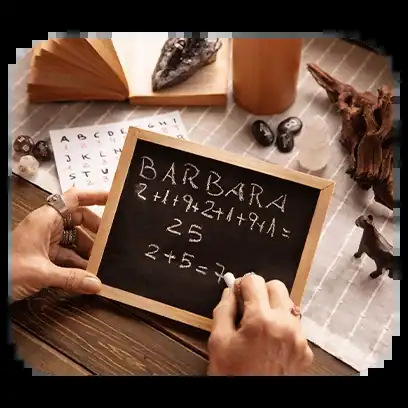 A B C D E G H I
J K L
S T U
BARBARA
2+1+9+2+1+9+1=
25
2+5=7